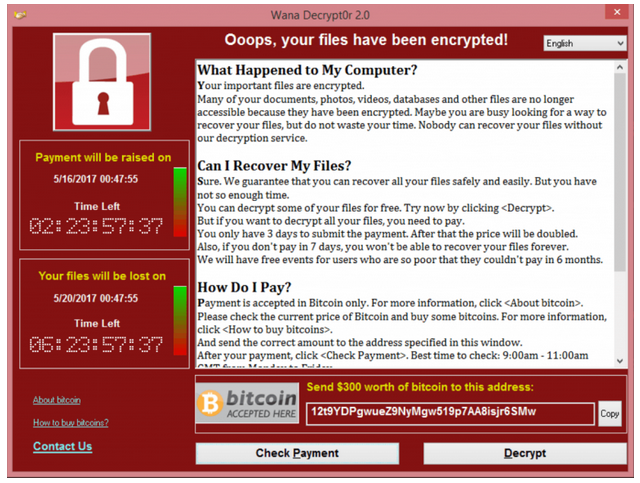 Wana Decrypt0r 2.0
Ooops, your files have been encrypted!
English
What Happened to My Computer?
Your important files are encrypted.
Many of your documents, photos, videos, databases and other files are no longer
accessible because they have been encrypted. Maybe you are busy looking for a way to
recover your files, but do not waste your time. Nobody can recover your files without
our decryption service.
Can I Recover My Files?
Sure. We guarantee that you can recover all your files safely and easily. But you have
not so enough time.
You can decrypt some of your files for free. Try now by clicking <Decrypt>.
But if you want to decrypt all your files, you need to pay.
You only have 3 days to submit the payment. After that the price will be doubled.
Also, if you don't pay in 7 days, you won't be able to recover your files forever.
We will have free events for users who are so poor that they couldn't pay in 6 months.
How Do I Pay?
Payment is accepted in Bitcoin only. For more information, click <About bitcoin>.
Please check the current price of Bitcoin and buy some bitcoins. For more information,
click <How to buy bitcoins>.
And send the correct amount to the address specified in this window.
After your payment, click <Check Payment>. Best time to check: 9:00am - 11:00am
GMT from Monday to Friday.
Payment will be raised on
5/16/2017 00:47:55
Time Left
02:23:57:37
Your files will be lost on
5/20/2017 00:47:55
Time Left
06:23:57:37
About bitcoin
How to buy bitcoins?
Contact Us
bitcoin
ACCEPTED HERE
Send $300 worth of bitcoin to this address:
12t9YDPgwueZ9NyMgw519p7AA8isjr6SMw
Copy
Check Payment
Decrypt